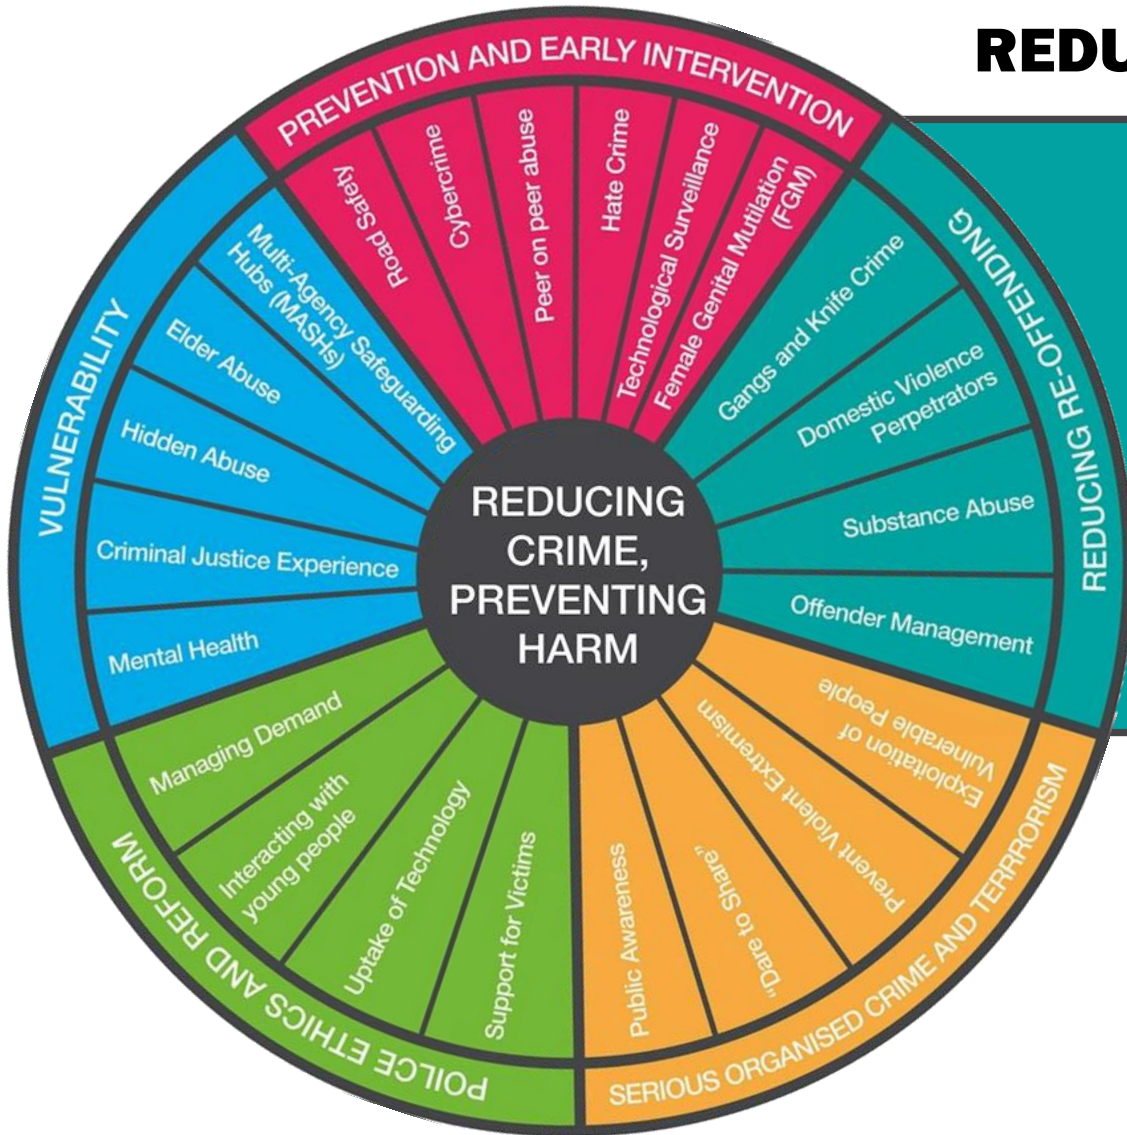 REDU
PREVENTION AND EARLY INTERVENTION
Road Safety
Cybercrime
Peer on peer abuse
Hate Crime
Technological Surveillance
Female Genital Mutilation
(FGM)
REDUCING RE-OFFENDING
Gangs and Knife Crime
Domestic Violence
Perpetrators
Substance Abuse
Offender Management
SERIOUS ORGANISED CRIME AND TERRRORISM
Exploitation of
Vulnerable People
Prevent Violent Extremism
"Dare to Share"
Public Awareness
POILCE ETHICS AND REFORM
Support for Victims
Uptake of Technology
Interacting with
young people
Managing Demand
VULNERABILITY
Mental Health
Criminal Justice Experience
Hidden Abuse
Elder Abuse
Multi-Agency Safeguarding
Hubs (MASHs)
REDUCING
CRIME,
PREVENTING
HARM